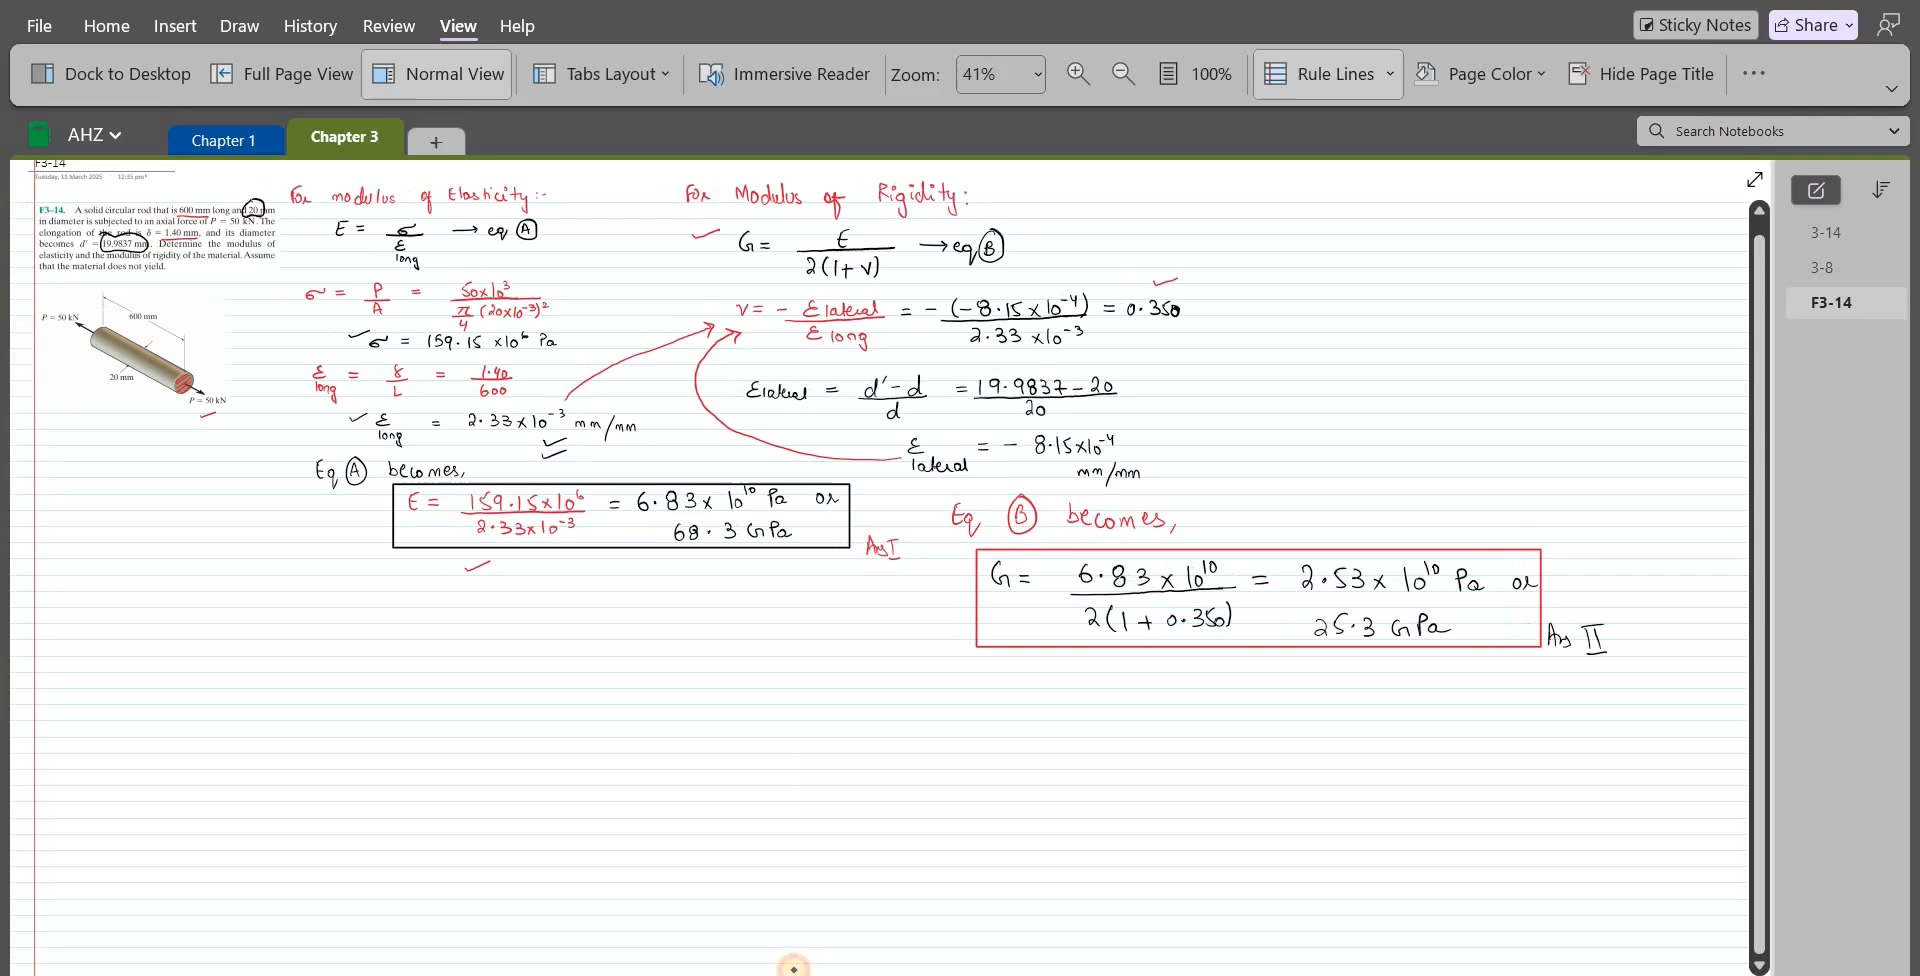 File Home Insert Draw History Review View Help
Sticky Notes Share
Dock to Desktop Full Page View Normal View Tabs Layout Immersive Reader Zoom: 41% 100% Rule Lines Page Color Hide Page Title
AHZ Chapter 1 Chapter 3 +
Search Notebooks
3-14
3-8
F3-14
F3-14
Tuesday, 11 March 2025 12:35 pm
F3–14. A solid circular rod that is 600 mm long and 20 mm
in diameter is subjected to an axial force of P = 50 kN. The
elongation of the rod is δ = 1.40 mm, and its diameter
becomes d′ = 19.9837 mm. Determine the modulus of
elasticity and the modulus of rigidity of the material. Assume
that the material does not yield.
600 mm
P = 50 kN
20 mm
P = 50 kN
For modulus of Elasticity:-
E = σ / ε long → eq A
σ = P / A = 50x10³ / π/4 (20x10⁻³)²
σ = 159.15 x10⁶ Pa
ε long = δ / L = 1.40 / 600
ε long = 2.33x10⁻³ mm/mm
Eq A becomes,
E = 159.15x10⁶ / 2.33x10⁻³ = 6.83x 10¹⁰ Pa or
68.3 GPa
Ans I
For Modulus of Rigidity:
G = E / 2(1+ν) → eq B
ν = - ε lateral / ε long = - (-8.15 x10⁻⁴) / 2.33 x10⁻³ = 0.350
ε lateral = d' - d / d = 19.9837 - 20 / 20
ε lateral = - 8.15x10⁻⁴
mm/mm
Eq B becomes,
G = 6.83 x 10¹⁰ / 2(1+ 0.350) = 2.53x 10¹⁰ Pa or
25.3 GPa
Ans II